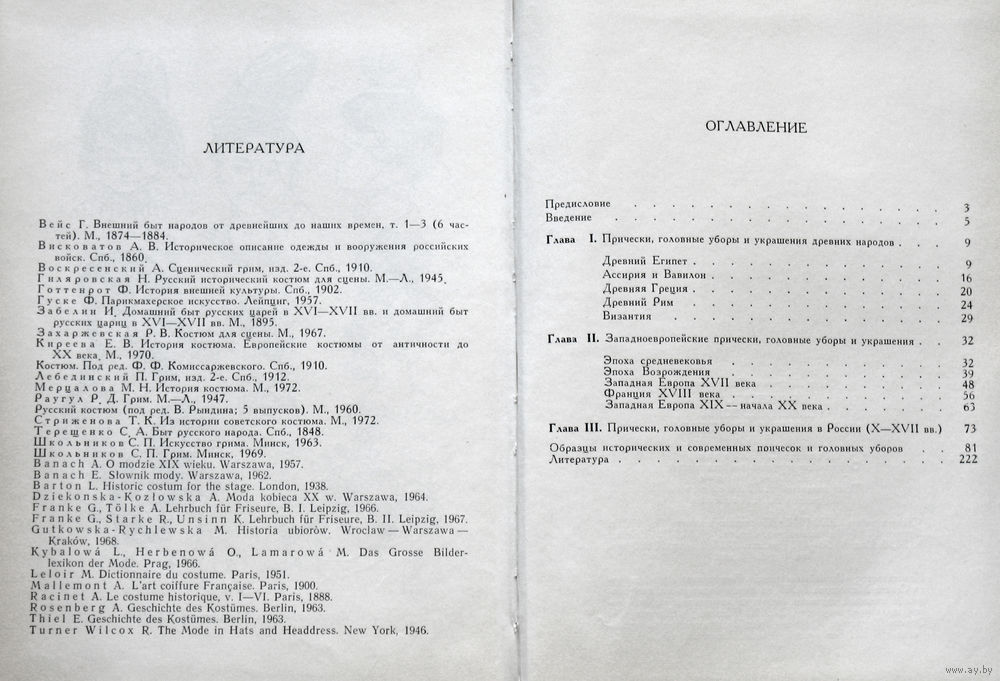 ЛИТЕРАТУРА
Вейс Г. Внешний быт народов от древнейших до наших времен, т. 1—3 (6 час-
тей). М., 1874—1884.
Висковатов А. В. Историческое описание одежды и вооружения российских
войск. Спб., 1860.
Воскресенский А. Сценический грим, изд. 2-е. Спб., 1910.
Гиляровская Н. Русский исторический костюм для сцены. М.—Л., 1945.
Готтенрот Ф. История внешней культуры. Спб., 1902.
Гуске Ф. Парикмахерское искусство. Лейпциг, 1957.
Забелин И. Домашний быт русских царей в XVI—XVII вв. и домашний быт
русских цариц в XVI—XVII вв. М., 1895.
Захаржевская Р. В. Костюм для сцены. М., 1967.
Киреева Е. В. История костюма. Европейские костюмы от античности до
XX века. М., 1970.
Костюм. Под ред. Ф. Ф. Комиссаржевского. Спб., 1910.
Лебединский П. Грим, изд. 2-е. Спб., 1912.
Мерцалова М. Н. История костюма. М., 1972.
Раугул Р. Д. Грим. М.—Л., 1947.
Русский костюм (под ред. В. Рындина; 5 выпусков). М., 1960.
Стриженова Т. К. Из истории советского костюма. М., 1972.
Терещенко С. А. Быт русского народа. Спб., 1848.
Школьников С. П. Искусство грима. Минск, 1963.
Школьников С. П. Грим. Минск, 1969.
Banach A. O modzie XIX wieku. Warszawa, 1957.
Banach E. Słownik mody. Warszawa, 1962.
Barton L. Historic costum for the stage. London, 1938.
Dziekonska-Kozlowska A. Moda kobieca XX w. Warszawa, 1964.
Franke G., Tölke A. Lehrbuch für Friseure, B. I. Leipzig, 1966.
Franke G., Starke R., Unsinn K. Lehrbuch für Friseure, B. II. Leipzig, 1967.
Gutkowska-Rychlewska M. Historia ubiorów. Wrocław—Warszawa—
Kraków, 1968.
Kybalowá L., Herbenowá O., Lamarowá M. Das Grosse Bilder-
lexikon der Mode. Prag, 1966.
Leloir M. Dictionnaire du costume. Paris, 1951.
Mallemont A. L'art coiffure Française. Paris, 1900.
Racinet A. Le costume historique, v. I—VI. Paris, 1888.
Rosenberg A. Geschichte des Kostümes. Berlin, 1963.
Thiel E. Geschichte des Kostümes. Berlin, 1963.
Turner Wilcox R. The Mode in Hats and Headdress. New York, 1946.
ОГЛАВЛЕНИЕ
Предисловие . . . . . . . . . . . . . . 3
Введение . . . . . . . . . . . . . . . 5
Глава I. Прически, головные уборы и украшения древних народов . . . 9
Древний Египет . . . . . . . . . . . . 9
Ассирия и Вавилон . . . . . . . . . . . 16
Древняя Греция . . . . . . . . . . . . 20
Древний Рим . . . . . . . . . . . . 24
Византия . . . . . . . . . . . . . 29
Глава II. Западноевропейские прически, головные уборы и украшения . . 32
Эпоха средневековья . . . . . . . . . . . 32
Эпоха Возрождения . . . . . . . . . . . 39
Западная Европа XVII века . . . . . . . . . 48
Франция XVIII века . . . . . . . . . . . 56
Западная Европа XIX — начала XX века . . . . . . 63
Глава III. Прически, головные уборы и украшения в России (X—XVII вв.) 73
Образцы исторических и современных причесок и головных уборов . . 81
Литература . . . . . . . . . . . . . . . 222
www.ay.by